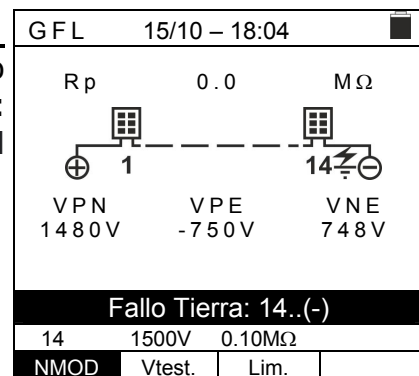 GFL 15/10 – 18:04
Rp 0.0 MΩ
1 14
VPN VPE VNE
1480V -750V 748V
Fallo Tierra: 14..(-)
14 1500V 0.10MΩ
NMOD Vtest. Lim.